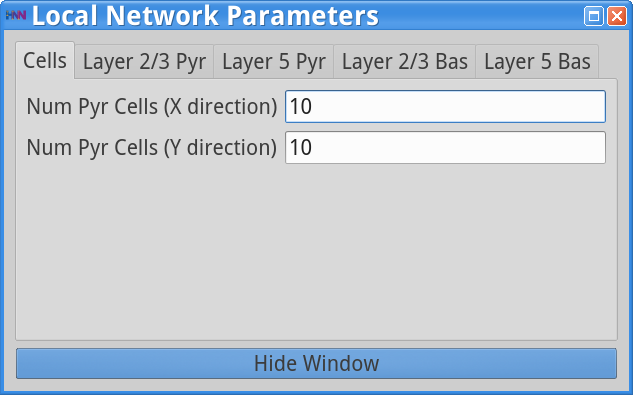 HNN Local Network Parameters
Cells Layer 2/3 Pyr Layer 5 Pyr Layer 2/3 Bas Layer 5 Bas
Num Pyr Cells (X direction) 10
Num Pyr Cells (Y direction) 10
Hide Window